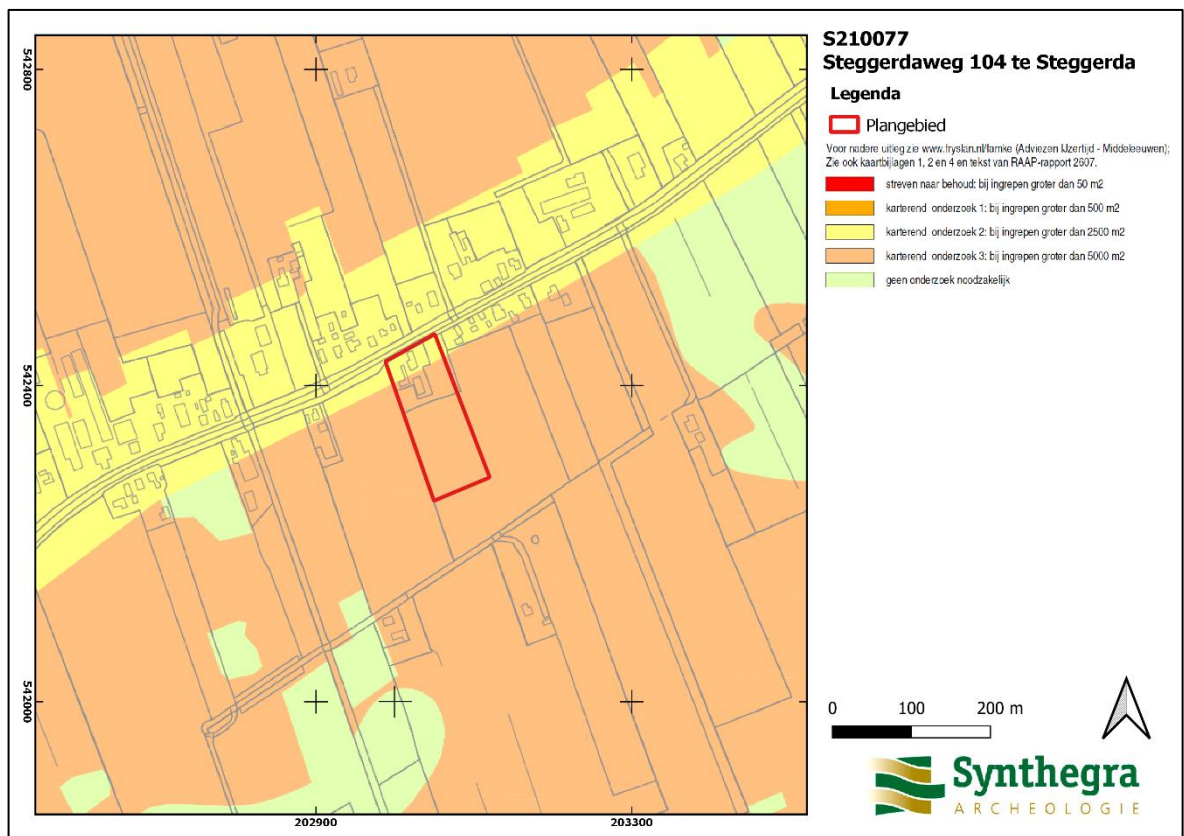 S210077
Steggerdaweg 104 te Steggerda
Legenda
Plangebied
Voor nadere uitleg zie www.fryslan.nl/famke (Adviezen IJzertijd - Middeleeuwen);
Zie ook kaartbijlagen 1, 2 en 4 en tekst van RAAP-rapport 2607.
streven naar behoud: bij ingrepen groter dan 50 m2
karterend onderzoek 1: bij ingrepen groter dan 500 m2
karterend onderzoek 2: bij ingrepen groter dan 2500 m2
karterend onderzoek 3: bij ingrepen groter dan 5000 m2
geen onderzoek noodzakelijk
542800
542400
542000
202900
203300
0 100 200 m
Synthegra
ARCHEOLOGIE